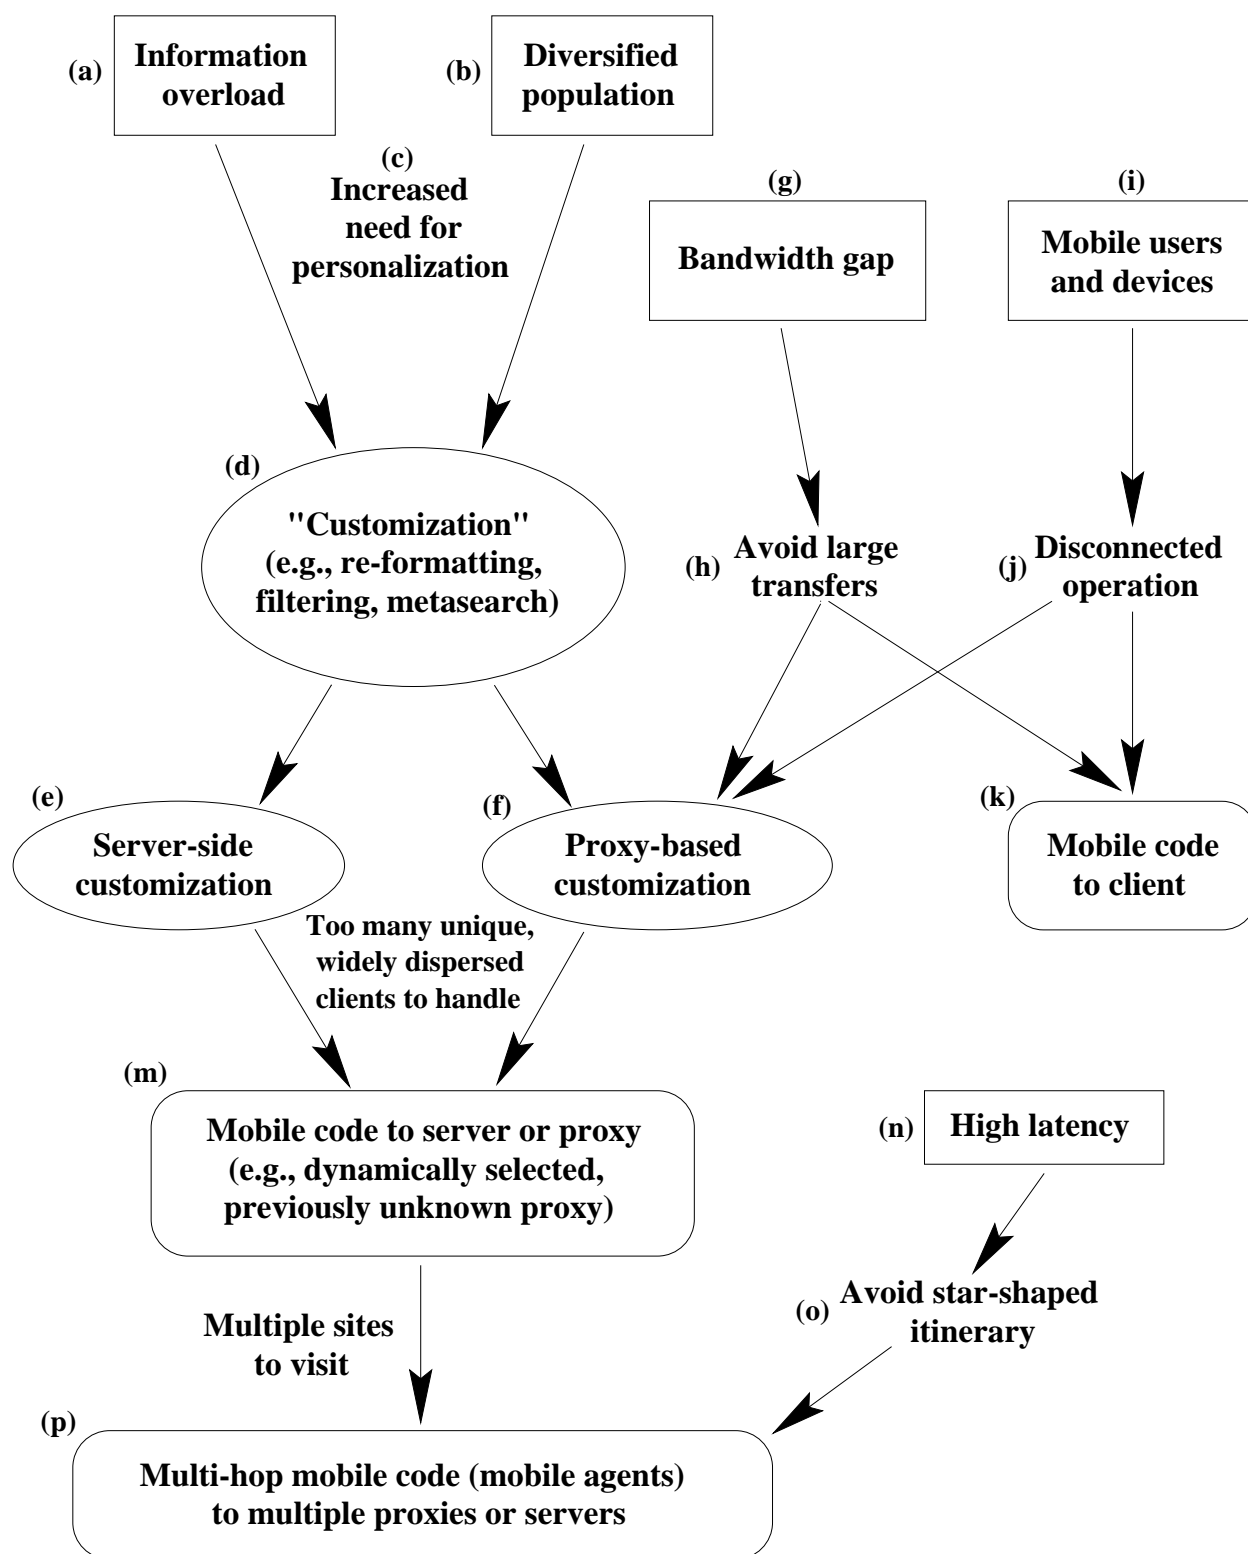 (a)
Information
overload
(b)
Diversified
population
(c)
Increased
need for
personalization
(g)
Bandwidth gap
(i)
Mobile users
and devices
(d)
"Customization"
(e.g., re-formatting,
filtering, metasearch)
(h)
Avoid large
transfers
(j)
Disconnected
operation
(e)
Server-side
customization
(f)
Proxy-based
customization
(k)
Mobile code
to client
Too many unique,
widely dispersed
clients to handle
(m)
Mobile code to server or proxy
(e.g., dynamically selected,
previously unknown proxy)
(n)
High latency
(o)
Avoid star-shaped
itinerary
Multiple sites
to visit
(p)
Multi-hop mobile code (mobile agents)
to multiple proxies or servers